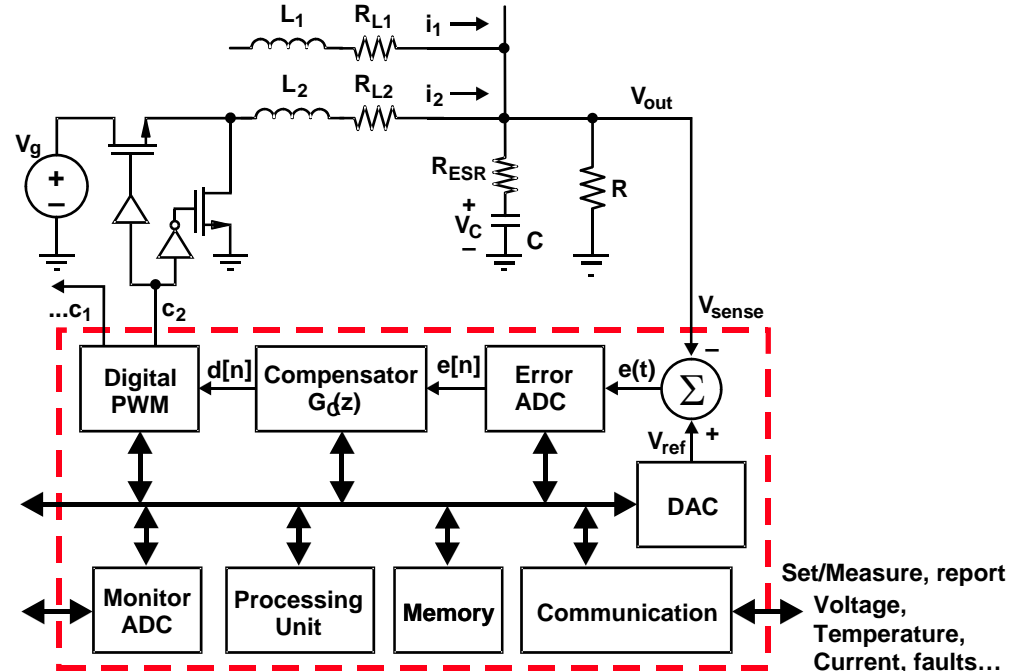 L1
RL1
i1
L2
RL2
i2
Vout
Vg
+
–
RESR
+
VC
–
C
R
...c1
c2
Vsense
–
Digital
PWM
d[n]
Compensator
Gc(z)
e[n]
Error
ADC
e(t)
Σ
Vref
+
DAC
Monitor
ADC
Processing
Unit
Memory
Communication
Set/Measure, report
Voltage,
Temperature,
Current, faults…